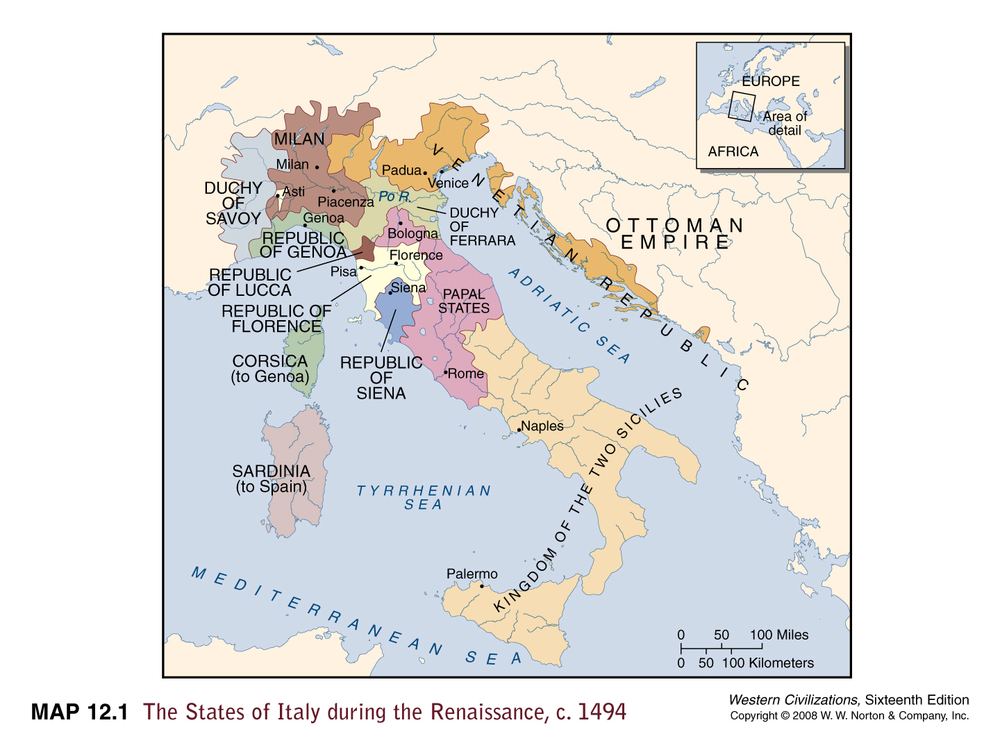 EUROPE
Area of
detail
AFRICA
MILAN
Milan
VENETIAN REPUBLIC
Padua
Venice
DUCHY
OF
SAVOY
Asti
Piacenza
Po R.
Genoa
DUCHY
OF
FERRARA
OTTOMAN
EMPIRE
REPUBLIC
OF GENOA
Bologna
Florence
REPUBLIC
OF LUCCA
Pisa
Siena
PAPAL
STATES
ADRIATIC SEA
REPUBLIC OF
FLORENCE
CORSICA
(to Genoa)
REPUBLIC
OF
SIENA
Rome
Naples
KINGDOM OF THE TWO SICILIES
SARDINIA
(to Spain)
TYRRHENIAN
SEA
Palermo
MEDITERRANEAN SEA
0 50 100 Miles
0 50 100 Kilometers
MAP 12.1 The States of Italy during the Renaissance, c. 1494
Western Civilizations, Sixteenth Edition
Copyright © 2008 W. W. Norton & Company, Inc.